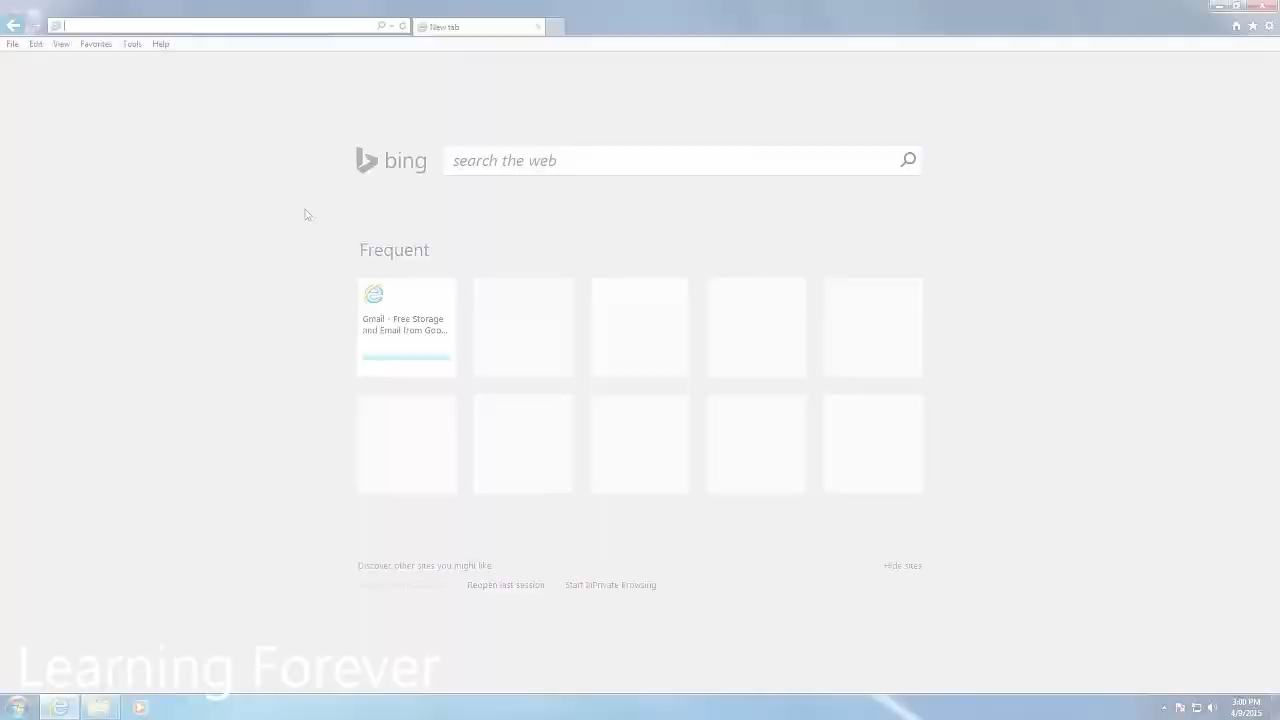 New tab
File Edit View Favorites Tools Help
bing search the web
Frequent
Gmail - Free Storage
and Email from Goo...
Discover other sites you might like
Hide sites
Reopen last session Start InPrivate Browsing
Learning Forever
3:00 PM
4/9/2015